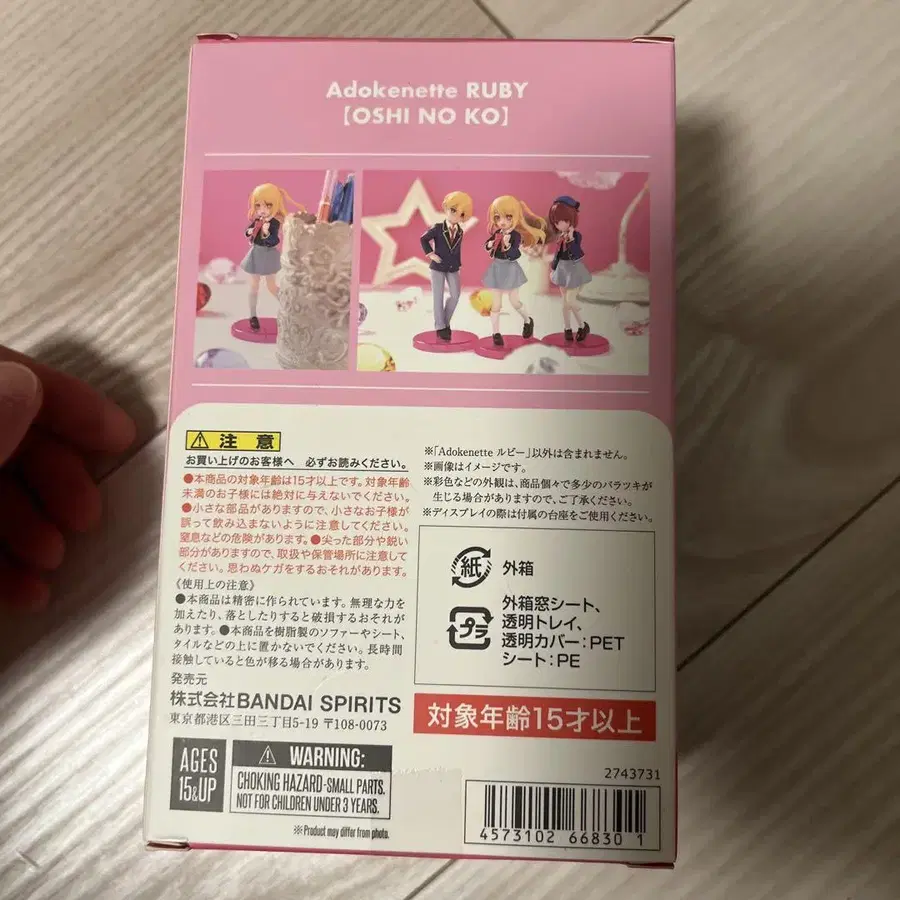 Adokenette RUBY
【OSHI NO KO】
注意
お買い上げのお客様へ 必ずお読みください。
●本商品の対象年齢は15才以上です。対象年齢
未満のお子様には絶対に与えないでください。
●小さな部品がありますので、小さなお子様が
誤って飲み込まないように注意してください。
窒息などの危険があります。●尖った部分や鋭い
部分がありますので、取扱や保管場所に注意して
ください。思わぬケガをするおそれがあります。
《使用上の注意》
●本商品は精密に作られています。無理な力を
加えたり、落としたりすると破損するおそれが
あります。●本商品を樹脂製のソファーやシート、
タイルなどの上に置かないでください。長時間
接触していると色が移る場合があります。
発売元
株式会社BANDAI SPIRITS
東京都港区三田三丁目5-19 〒108-0073
AGES
15&UP
WARNING:
CHOKING HAZARD-SMALL PARTS.
NOT FOR CHILDREN UNDER 3 YEARS.
※Product may differ from photo.
※「Adokenette ルビー」以外は含まれません。
※画像はイメージです。
※彩色などの外観は、商品個々で多少のバラツキが
生じる場合がありますので、ご了承ください。
※ディスプレイの際は付属の台座をご使用ください。
紙 外箱
プラ
外箱窓シート、
透明トレイ、
透明カバー:PET
シート:PE
対象年齢15才以上
2743731
4573102 66830 1